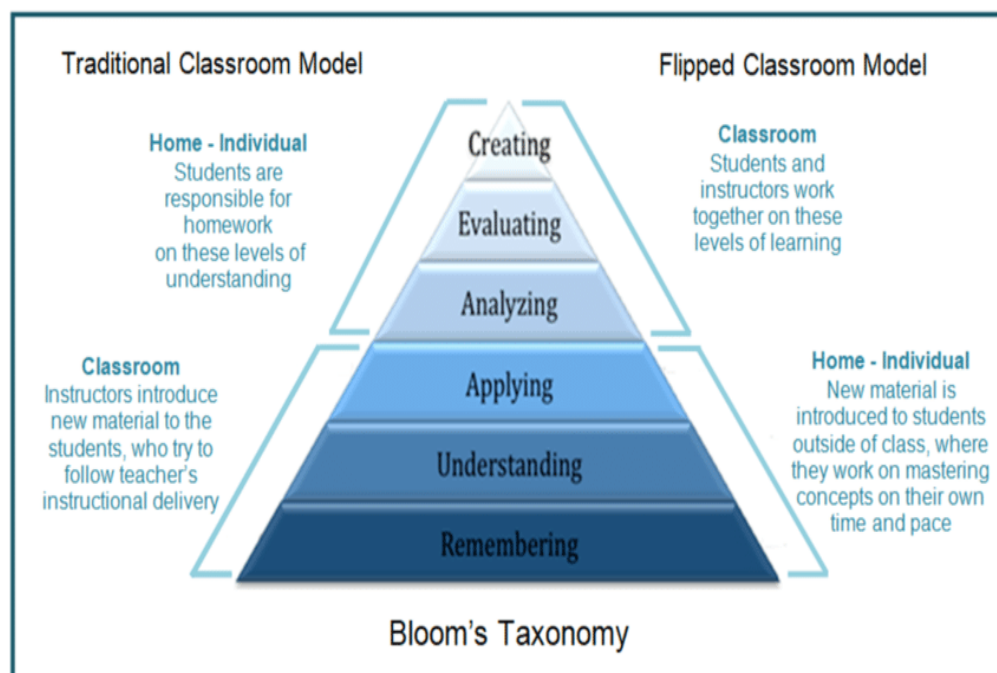 Traditional Classroom Model
Flipped Classroom Model
Home - Individual
Students are
responsible for
homework
on these levels of
understanding
Classroom
Instructors introduce
new material to the
students, who try to
follow teacher's
instructional delivery
Creating
Evaluating
Analyzing
Applying
Understanding
Remembering
Classroom
Students and
instructors work
together on these
levels of learning
Home - Individual
New material is
introduced to students
outside of class, where
they work on mastering
concepts on their own
time and pace
Bloom's Taxonomy